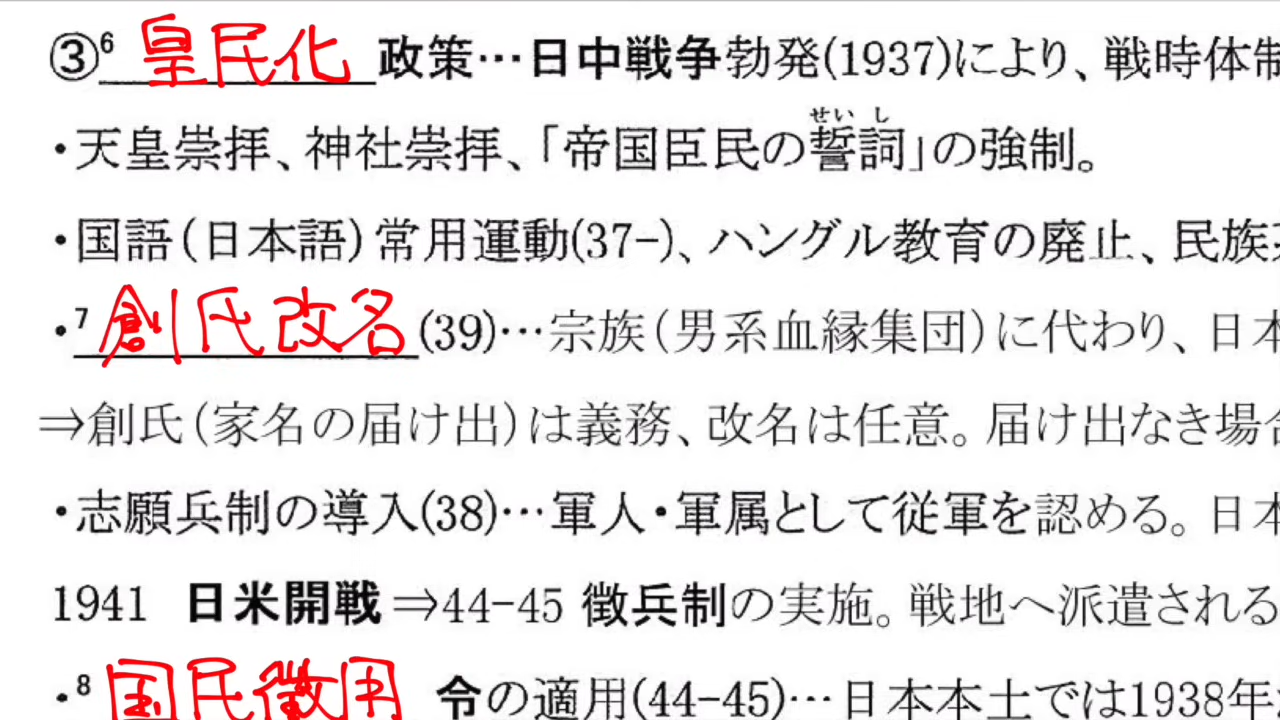 ③6 皇民化 政策…日中戦争勃発(1937)により、戦時体制
・天皇崇拝、神社崇拝、「帝国臣民の誓詞」の強制。
せいし
・国語(日本語)常用運動(37-)、ハングル教育の廃止、民族
・7 創氏改名(39)…宗族(男系血縁集団)に代わり、日本
⇒創氏(家名の届け出)は義務、改名は任意。届け出なき場合
・志願兵制の導入(38)…軍人・軍属として従軍を認める。日本
1941 日米開戦⇒44-45 徴兵制の実施。戦地へ派遣される
・8 国民徴用 令の適用(44-45)…日本本土では1938年